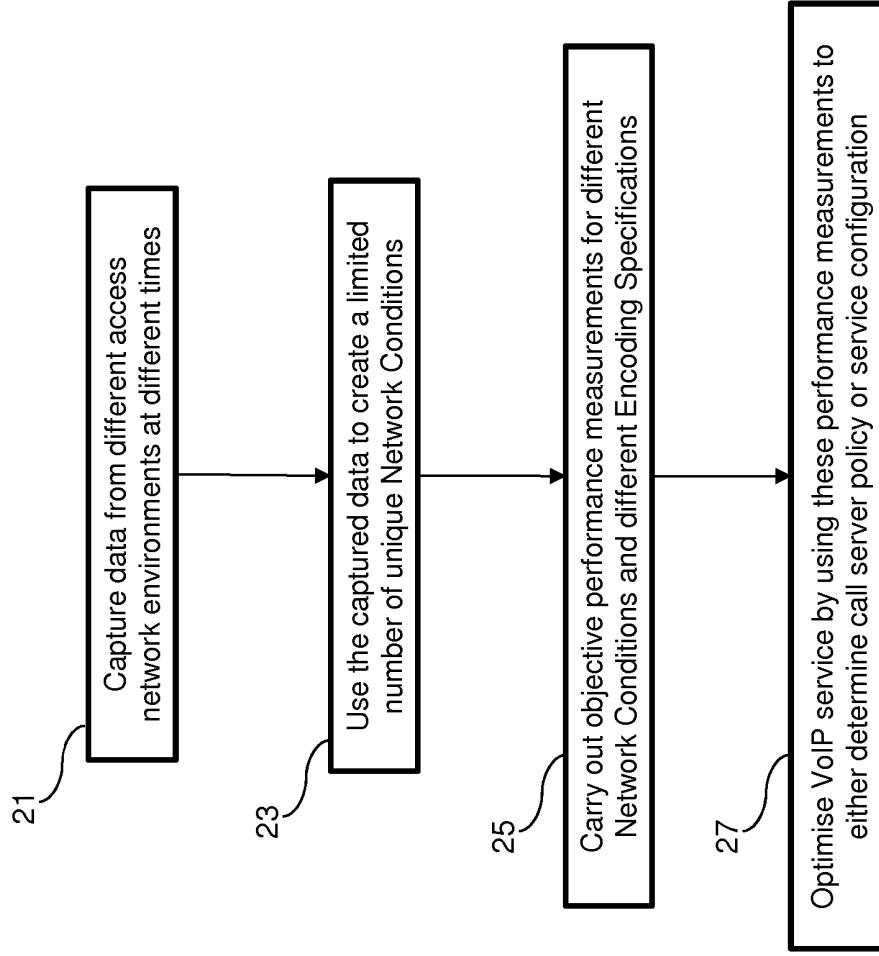 21
Capture data from different access
network environments at different times
23
Use the captured data to create a limited
number of unique Network Conditions
25
Carry out objective performance measurements for different
Network Conditions and different Encoding Specifications
27
Optimise VoIP service by using these performance measurements to
either determine call server policy or service configuration